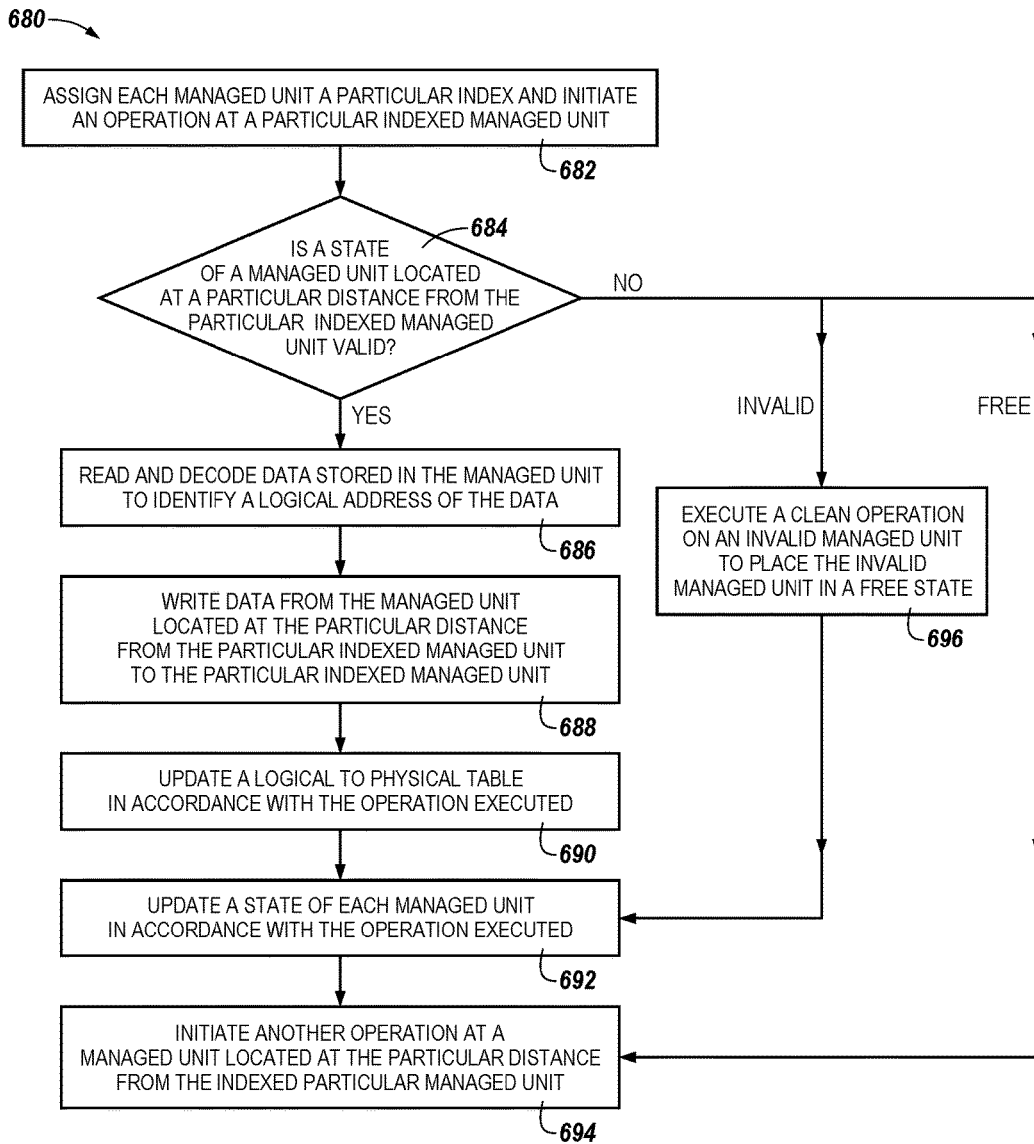 680
ASSIGN EACH MANAGED UNIT A PARTICULAR INDEX AND INITIATE
AN OPERATION AT A PARTICULAR INDEXED MANAGED UNIT
682
684
IS A STATE
OF A MANAGED UNIT LOCATED
AT A PARTICULAR DISTANCE FROM THE
PARTICULAR INDEXED MANAGED
UNIT VALID?
NO
YES
INVALID
FREE
READ AND DECODE DATA STORED IN THE MANAGED UNIT
TO IDENTIFY A LOGICAL ADDRESS OF THE DATA
686
EXECUTE A CLEAN OPERATION
ON AN INVALID MANAGED UNIT
TO PLACE THE INVALID
MANAGED UNIT IN A FREE STATE
696
WRITE DATA FROM THE MANAGED UNIT
LOCATED AT THE PARTICULAR DISTANCE
FROM THE PARTICULAR INDEXED MANAGED UNIT
TO THE PARTICULAR INDEXED MANAGED UNIT
688
UPDATE A LOGICAL TO PHYSICAL TABLE
IN ACCORDANCE WITH THE OPERATION EXECUTED
690
UPDATE A STATE OF EACH MANAGED UNIT
IN ACCORDANCE WITH THE OPERATION EXECUTED
692
INITIATE ANOTHER OPERATION AT A
MANAGED UNIT LOCATED AT THE PARTICULAR DISTANCE
FROM THE INDEXED PARTICULAR MANAGED UNIT
694